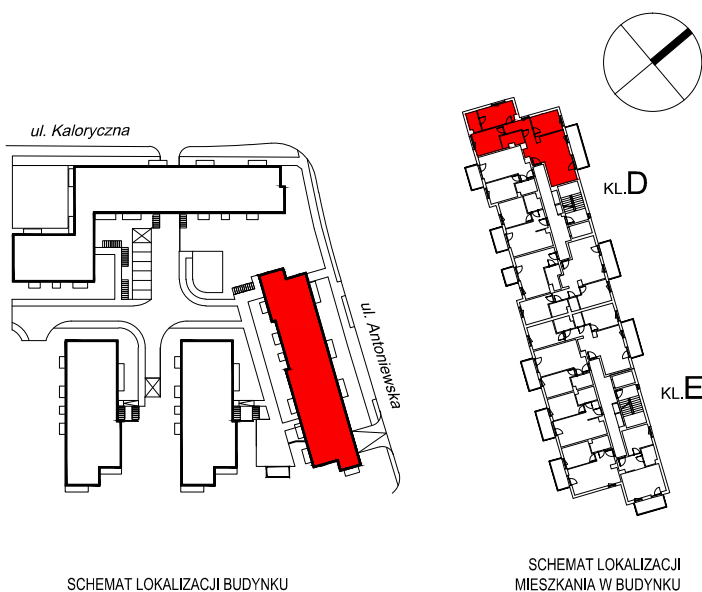 ul. Kaloryczna
KL.D
ul. Antoniewska
KL.E
SCHEMAT LOKALIZACJI BUDYNKU
SCHEMAT LOKALIZACJI
MIESZKANIA W BUDYNKU